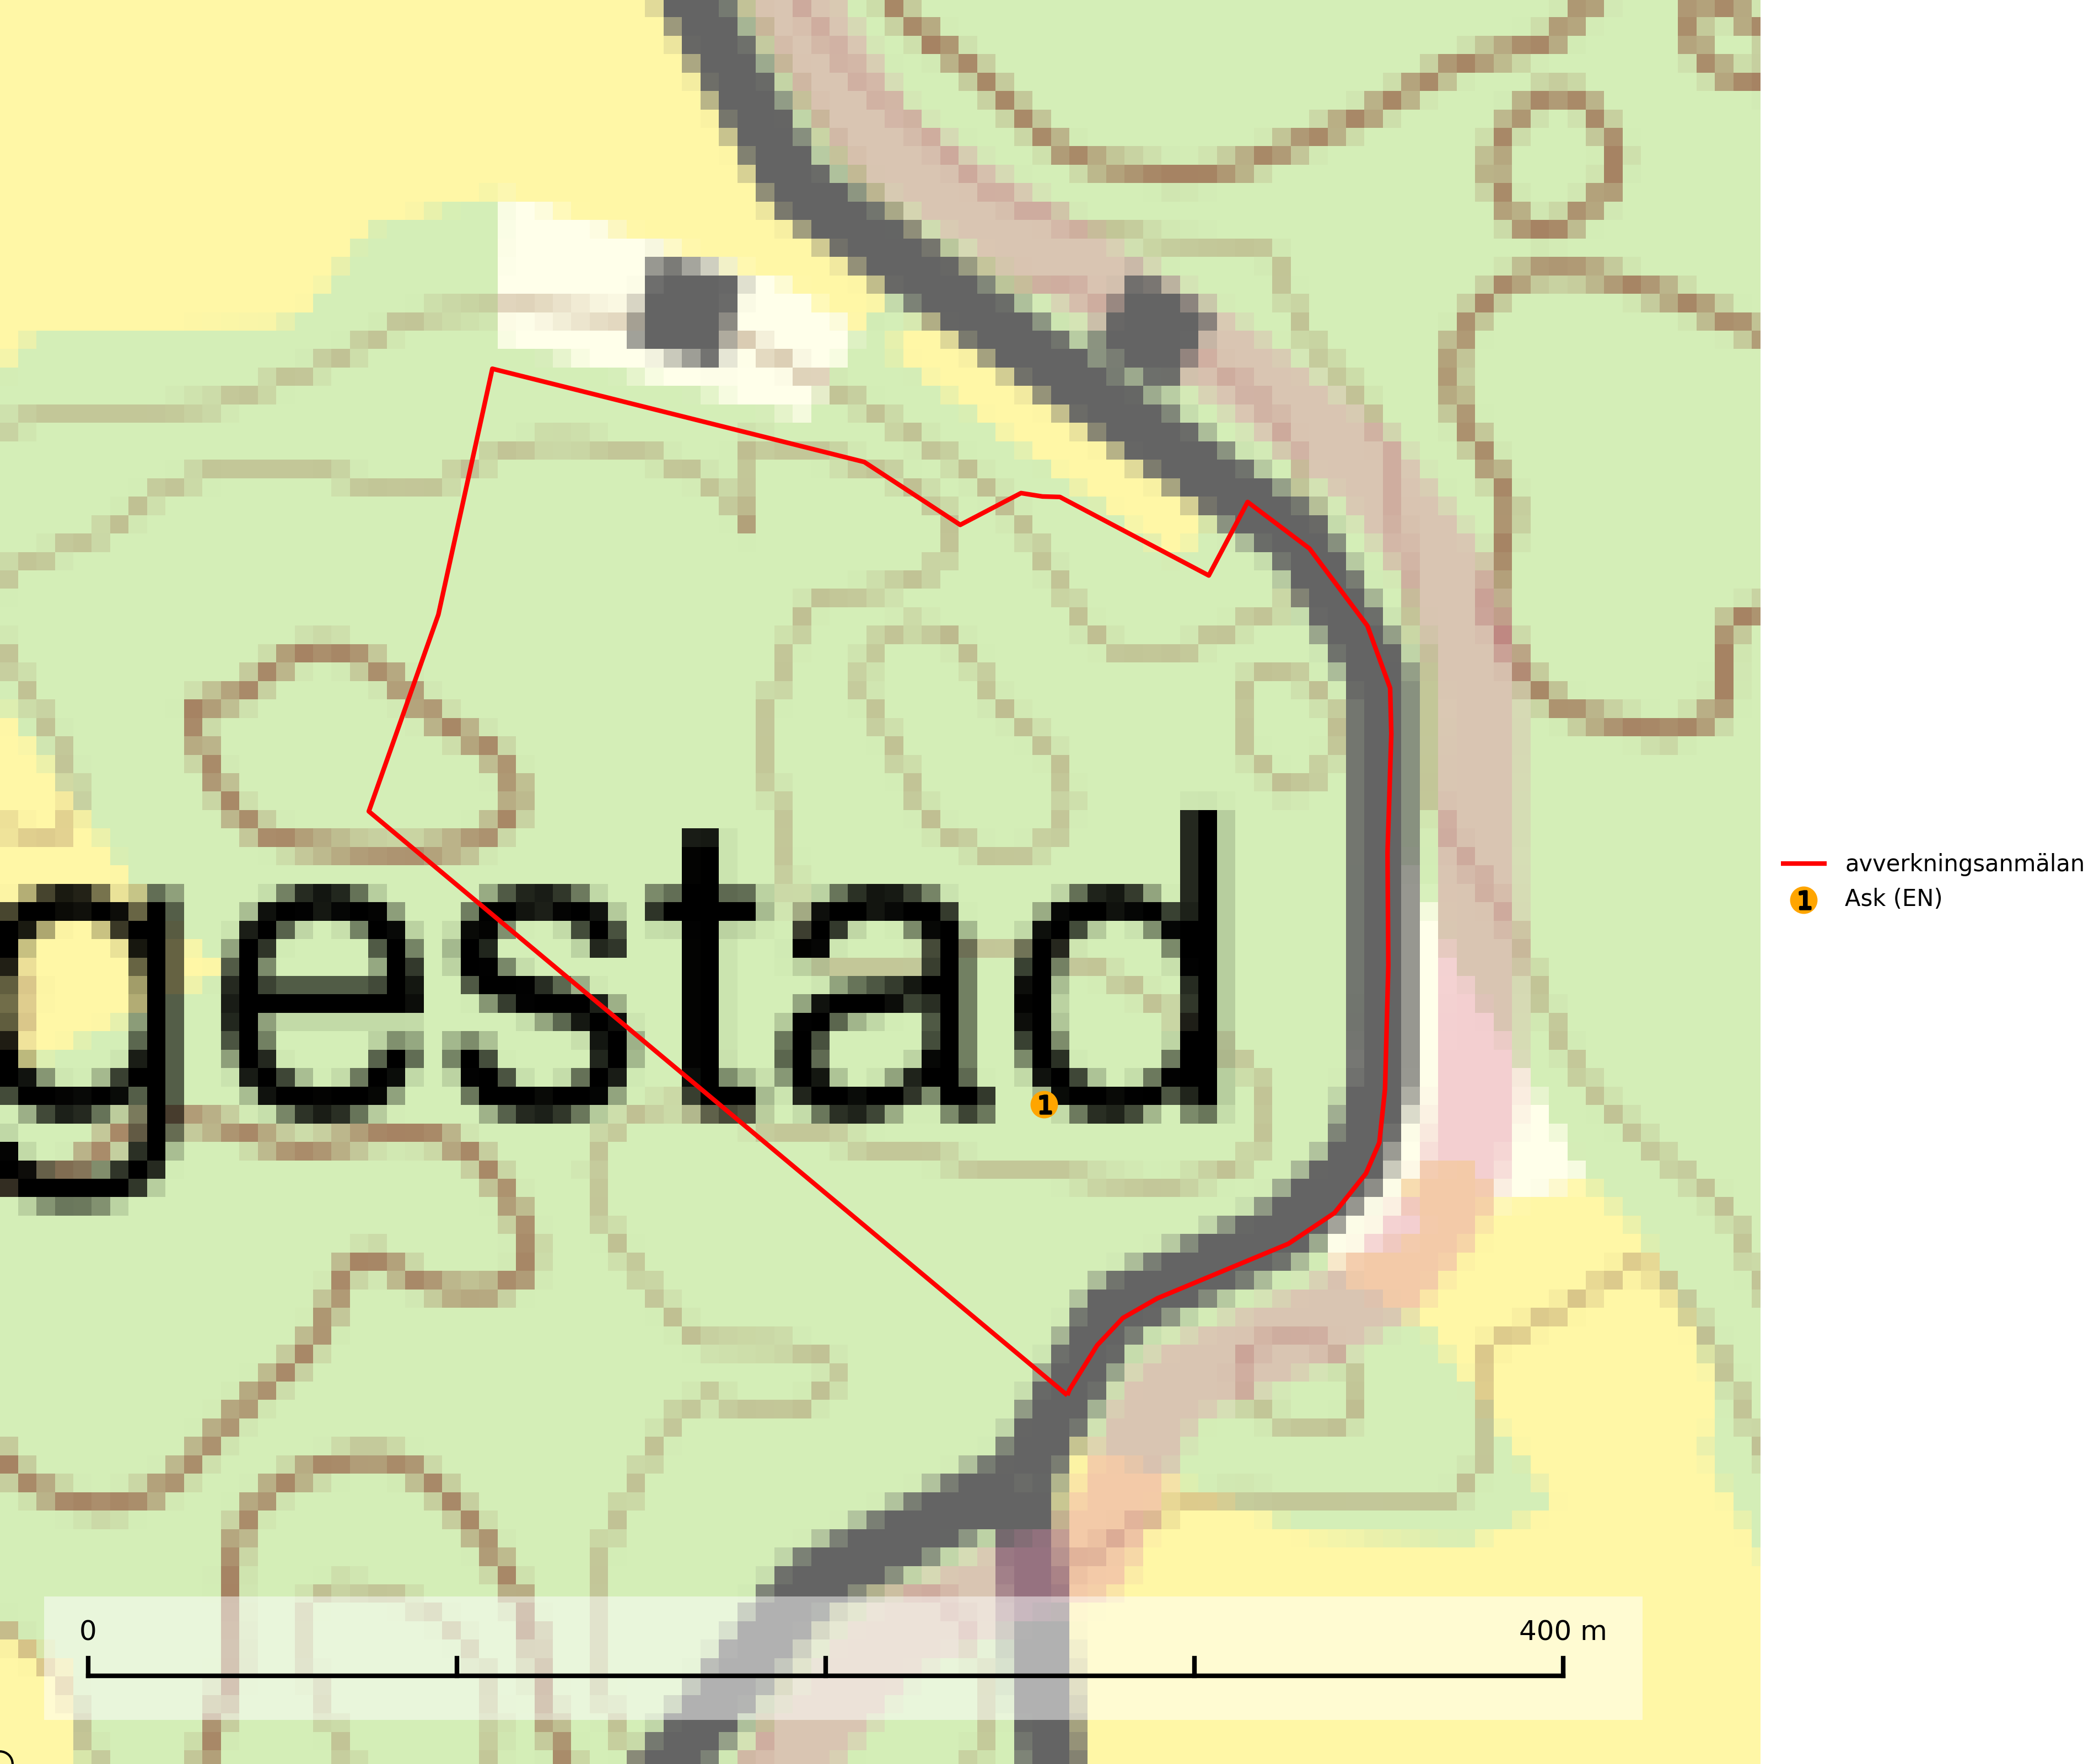 gestad
1
avverkningsanmälan
1 Ask (EN)
0 400 m